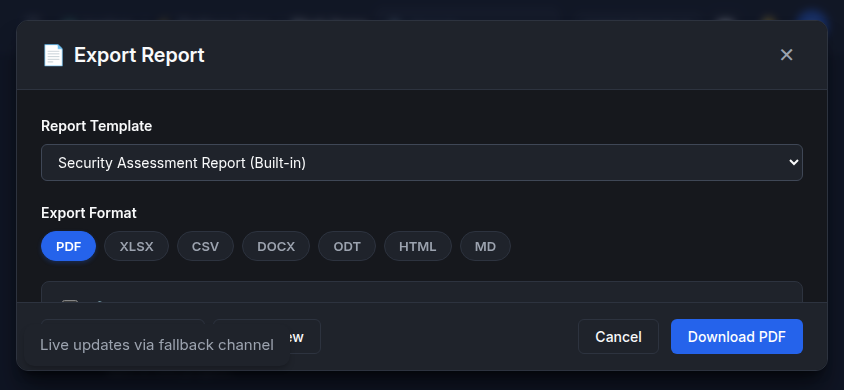 Export Report
Report Template
Security Assessment Report (Built-in)
Export Format
PDF XLSX CSV DOCX ODT HTML MD
Live updates via fallback channel
Cancel
Download PDF